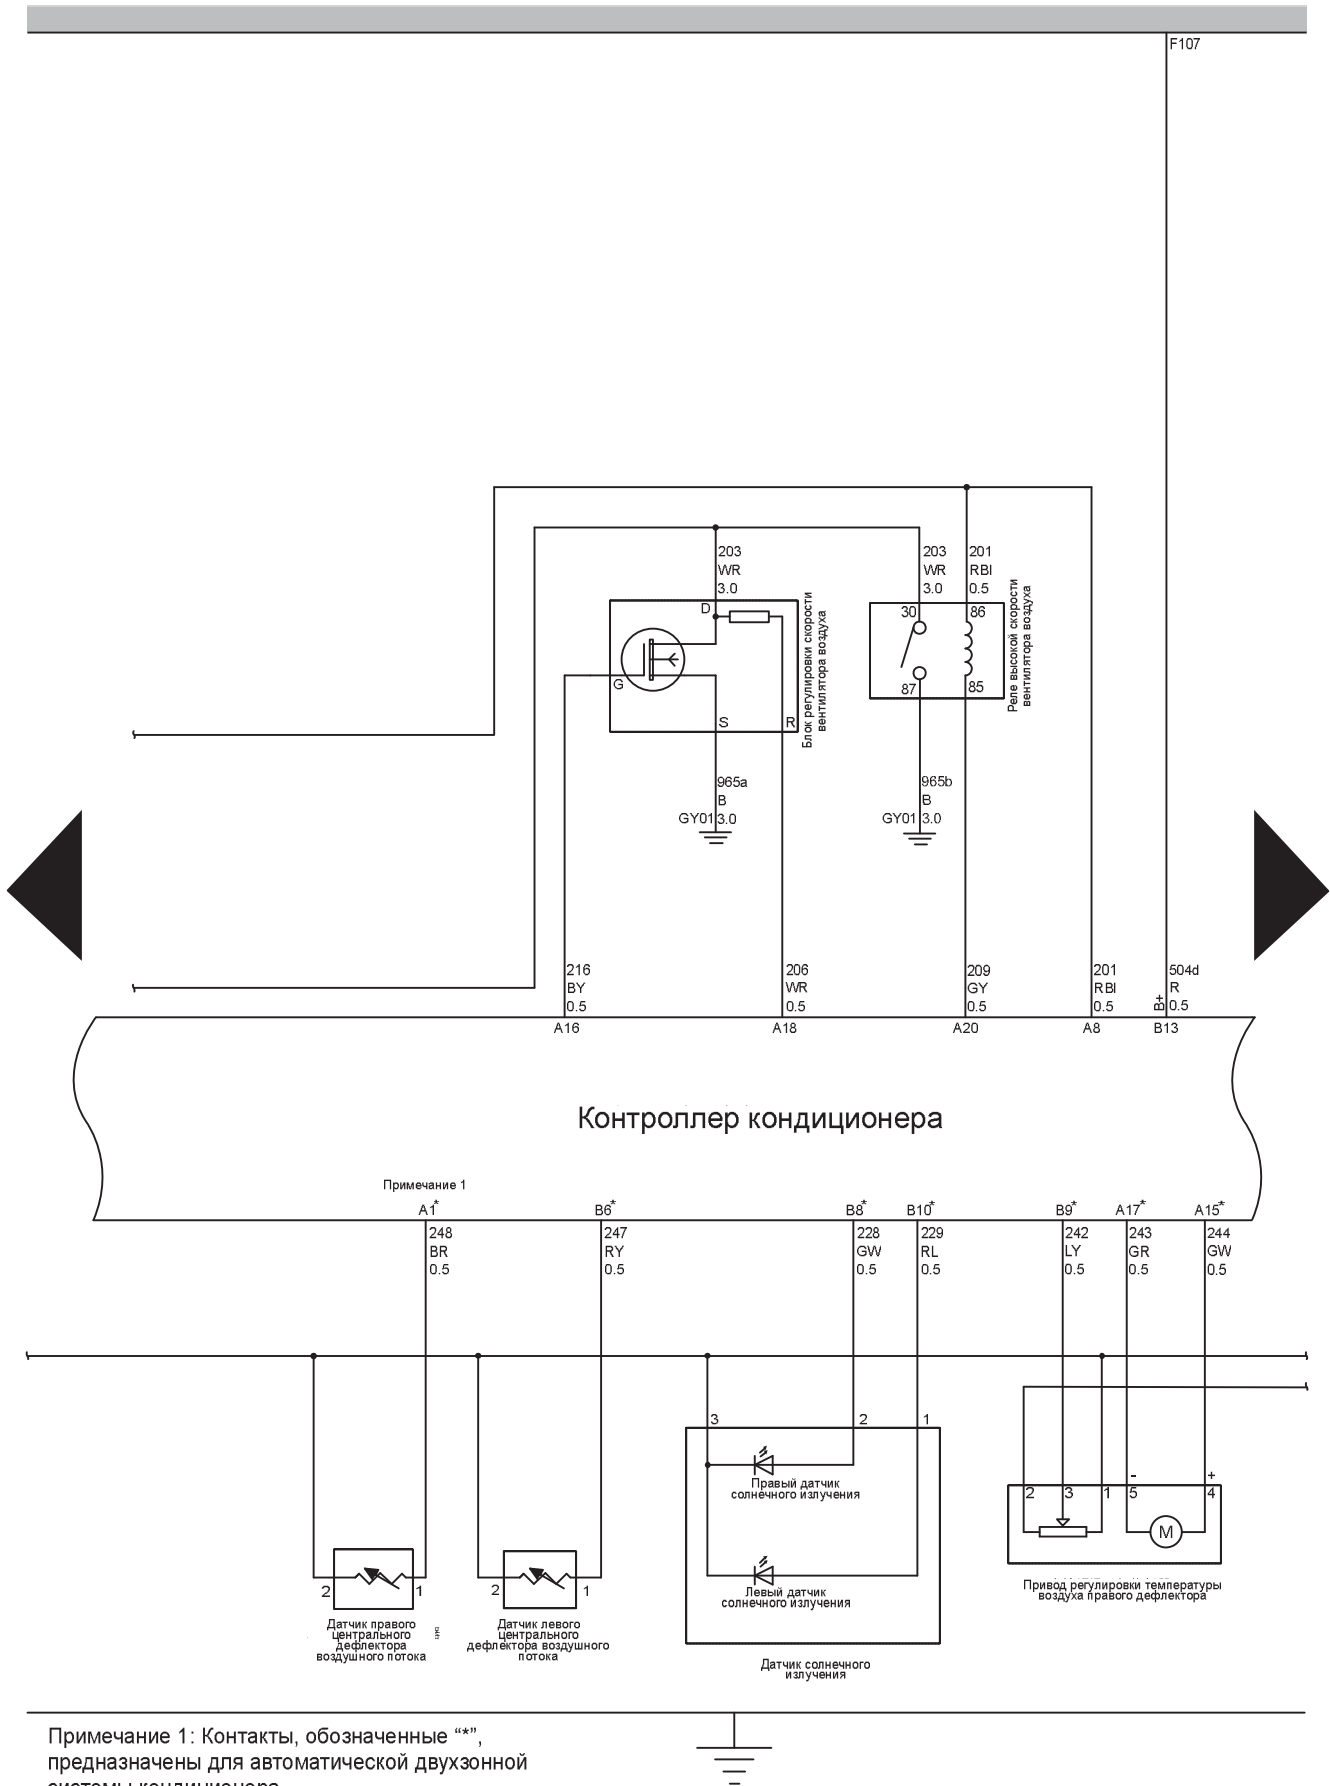 F107
203
WR
3.0
203
WR
3.0
201
RBI
0.5
D
G
S
R
Блок регулировки скорости
вентилятора воздуха
30
86
87
85
Реле высокой скорости
вентилятора воздуха
965a
B
GY01 3.0
965b
B
GY01 3.0
216
BY
0.5
206
WR
0.5
209
GY
0.5
201
RBI
0.5
504d
R
0.5
B+
A16
A18
A20
A8
B13
Контроллер кондиционера
Примечание 1
A1*
B6*
B8*
B10*
B9*
A17*
A15*
248
BR
0.5
247
RY
0.5
228
GW
0.5
229
RL
0.5
242
LY
0.5
243
GR
0.5
244
GW
0.5
3
2
1
Правый датчик
солнечного излучения
Левый датчик
солнечного излучения
Датчик солнечного
излучения
- +
2 3 1 5 4
M
Привод регулировки температуры
воздуха правого дефлектора
2 1
Датчик правого
центрального
дефлектора
воздушного потока
2 1
Датчик левого
центрального
дефлектора воздушного
потока
Примечание 1: Контакты, обозначенные “*”,
предназначены для автоматической двухзонной
системы кондиционера